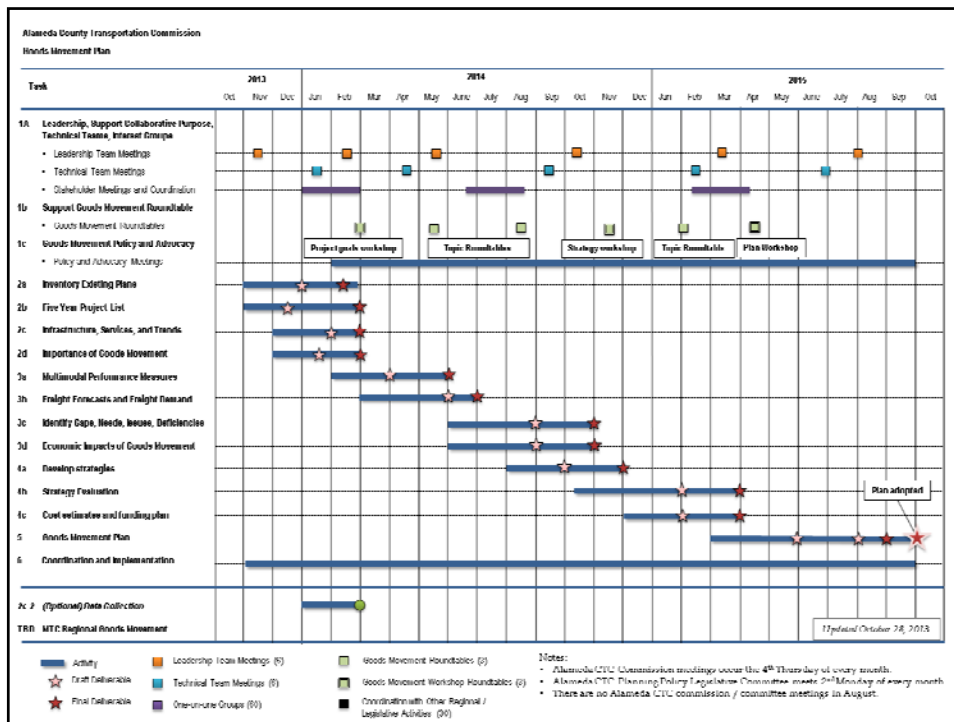 Alameda County Transportation Commission
Goods Movement Plan
Task
2013
2014
2015
Oct Nov Dec Jan Feb Mar Apr May June July Aug Sep Oct Nov Dec Jan Feb Mar Apr May June July Aug Sep Oct
1A Leadership, Support Collaborative Purpose,
Technical Teams, Interest Groups
• Leadership Team Meetings
• Technical Team Meetings
• Stakeholder Meetings and Coordination
1b Support Goods Movement Roundtable
• Goods Movement Roundtables
1c Goods Movement Policy and Advocacy
• Policy and Advocacy Meetings
Project goals workshop
Topic Roundtables
Strategy workshop
Topic Roundtable
Plan Workshop
2a Inventory Existing Plans
2b Five Year Project List
2c Infrastructure, Services, and Trends
2d Importance of Goods Movement
3a Multimodal Performance Measures
3b Freight Forecasts and Freight Demand
3c Identify Gaps, Needs, Issues, Deficiencies
3d Economic Impacts of Goods Movement
4a Develop strategies
4b Strategy Evaluation
4c Cost estimates and funding plan
Plan adopted
5 Goods Movement Plan
6 Coordination and Implementation
2c.2 (Optional) Data Collection
TBD MTC Regional Goods Movement
Updated October 28, 2013
Activity
Draft Deliverable
Final Deliverable
Leadership Team Meetings
Technical Team Meetings
One-on-one Groups
Goods Movement Roundtables
Goods Movement Workshop Roundtables
Coordination with Other Regional /
Legislative Activities
Notes:
• Alameda CTC Commission meetings occur the 4th Thursday of every month.
• Alameda CTC Planning Policy Legislative Committee meets 2nd Monday of every month
• There are no Alameda CTC commission / committee meetings in August.